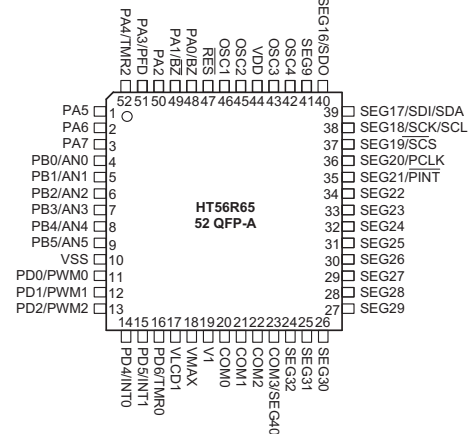 PA4/TMR2
PA3/PFD
PA2
PA1/BZ
PA0/BZ
RES
OSC1
OSC2
VDD
OSC3
OSC4
SEG9
SEG16/SDO
52 51 50 49 48 47 46 45 44 43 42 41 40
PA5 1
PA6 2
PA7 3
PB0/AN0 4
PB1/AN1 5
PB2/AN2 6
PB3/AN3 7
PB4/AN4 8
PB5/AN5 9
VSS 10
PD0/PWM0 11
PD1/PWM1 12
PD2/PWM2 13
HT56R65
52 QFP-A
39 SEG17/SDI/SDA
38 SEG18/SCK/SCL
37 SEG19/SCS
36 SEG20/PCLK
35 SEG21/PINT
34 SEG22
33 SEG23
32 SEG24
31 SEG25
30 SEG26
29 SEG27
28 SEG28
27 SEG29
14 15 16 17 18 19 20 21 22 23 24 25 26
PD4/INT0
PD5/INT1
PD6/TMR0
VLCD1
VMAX
V1
COM0
COM1
COM2
COM3/SEG40
SEG32
SEG31
SEG30